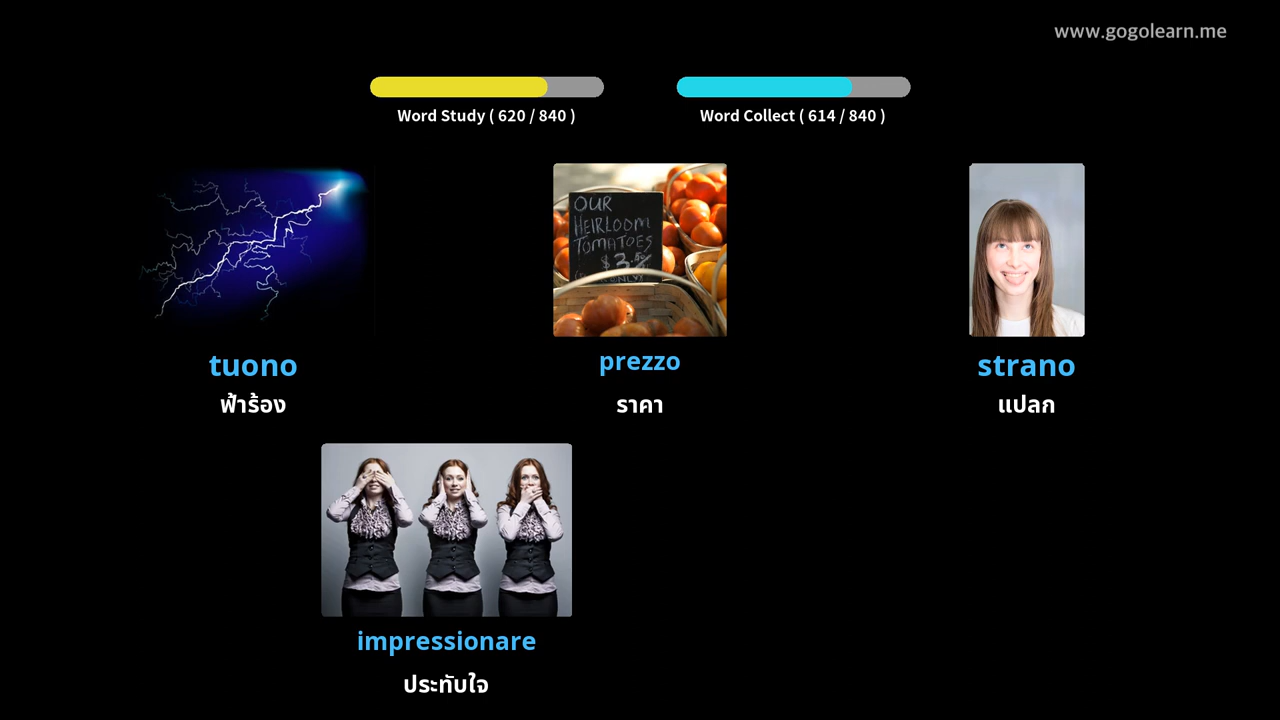 www.gogolearn.me
Word Study ( 620 / 840 )
Word Collect ( 614 / 840 )
OUR
HEIRLOOM
TOMATOES
tuono
prezzo
strano
ฟ้าร้อง
ราคา
แปลก
impressionare
ประทับใจ